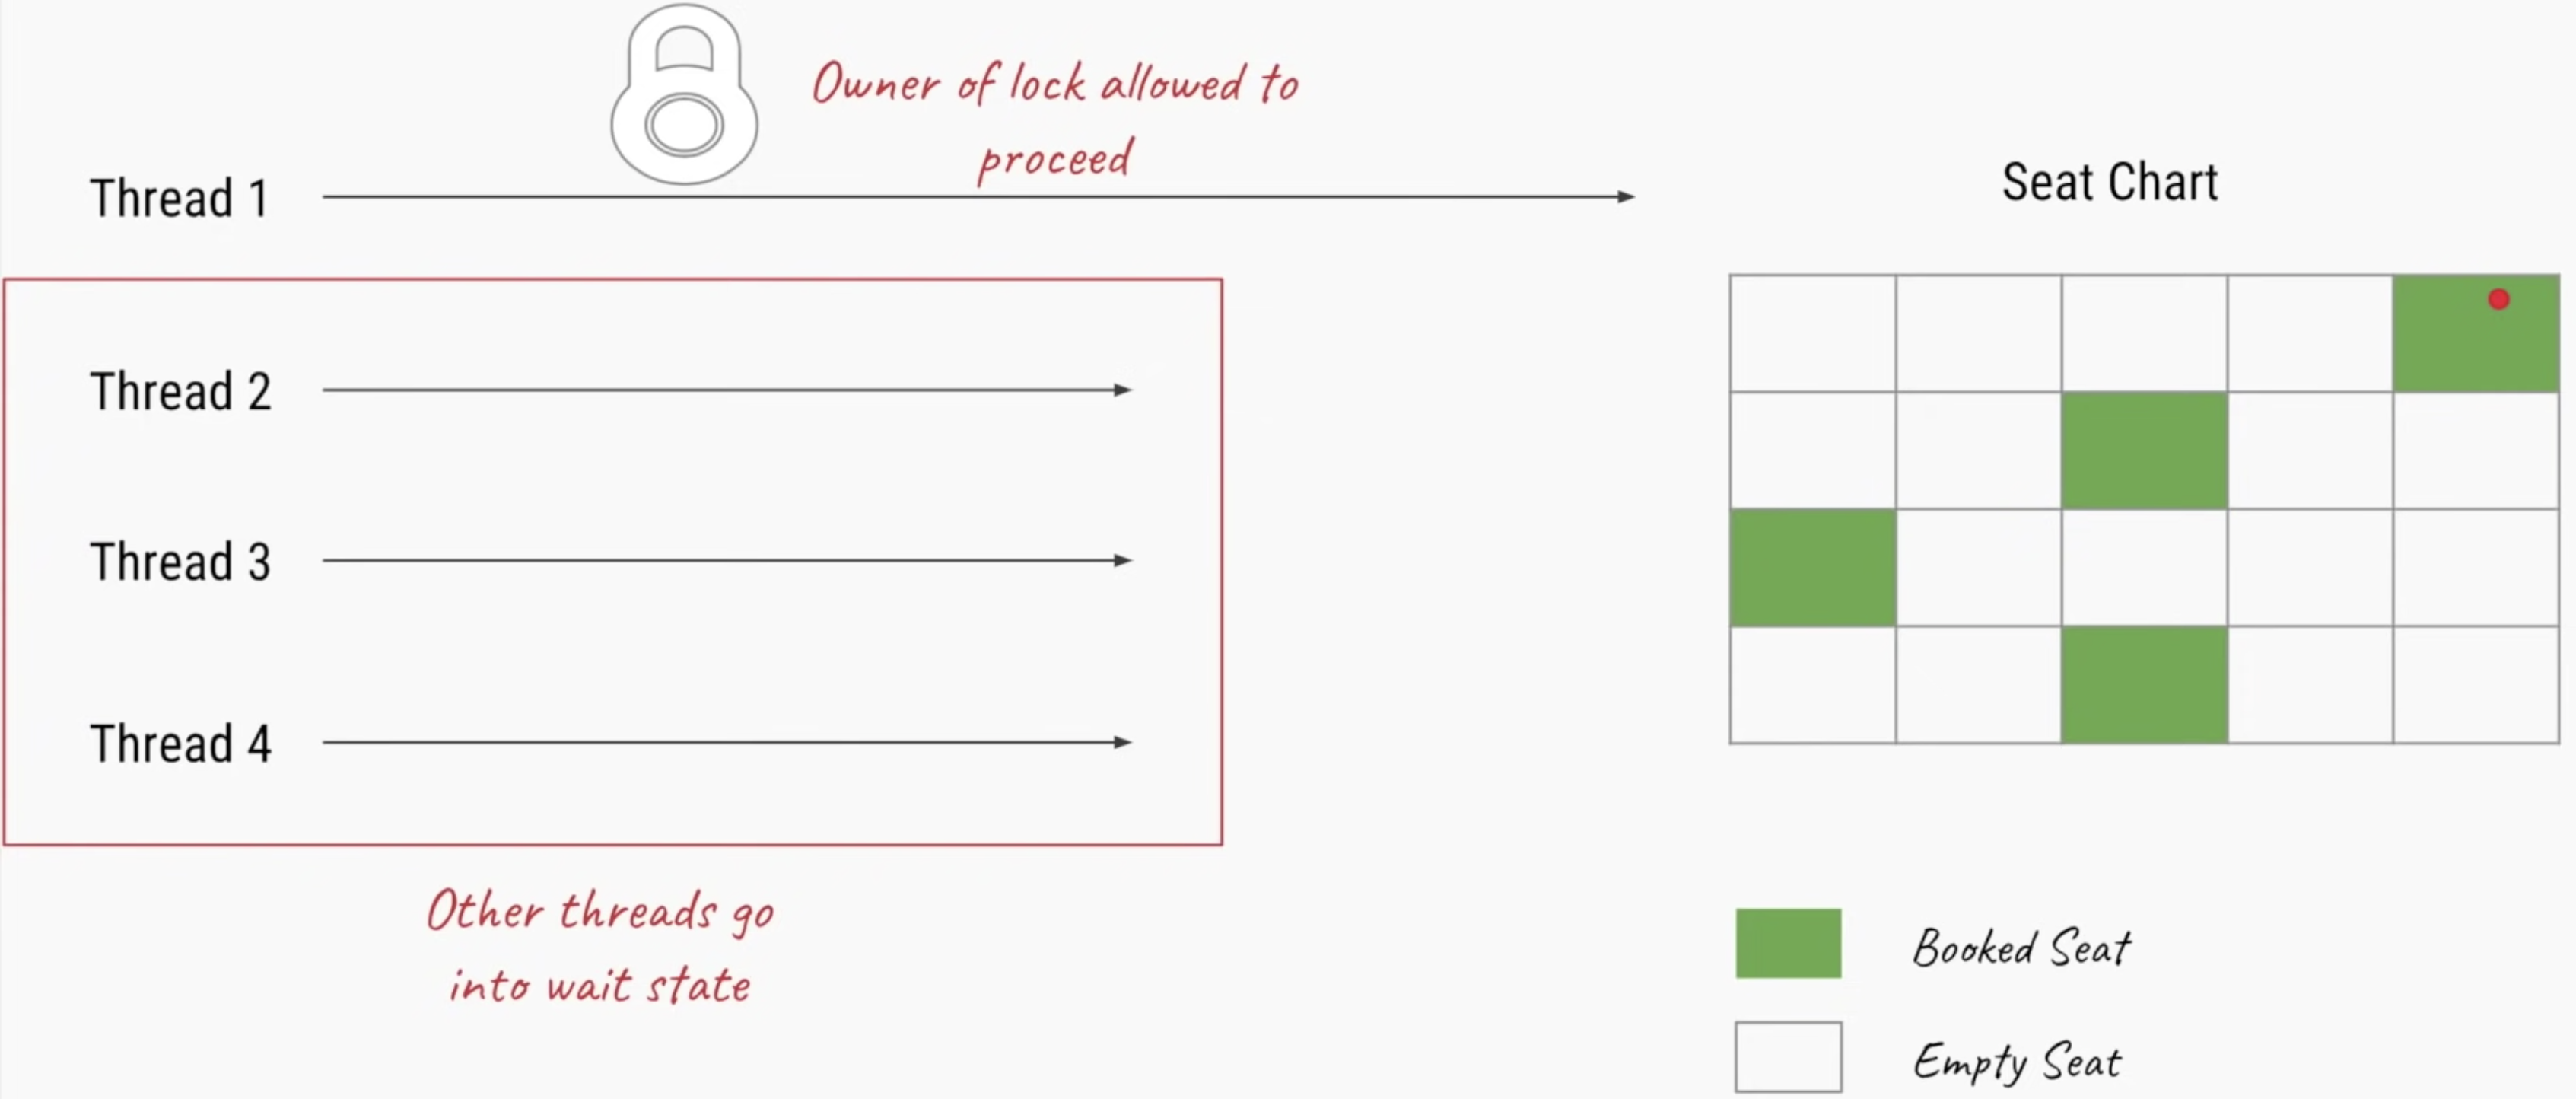 Owner of lock allowed to
proceed
Thread 1
Seat Chart
Thread 2
Thread 3
Thread 4
Other threads go
into wait state
Booked Seat
Empty Seat